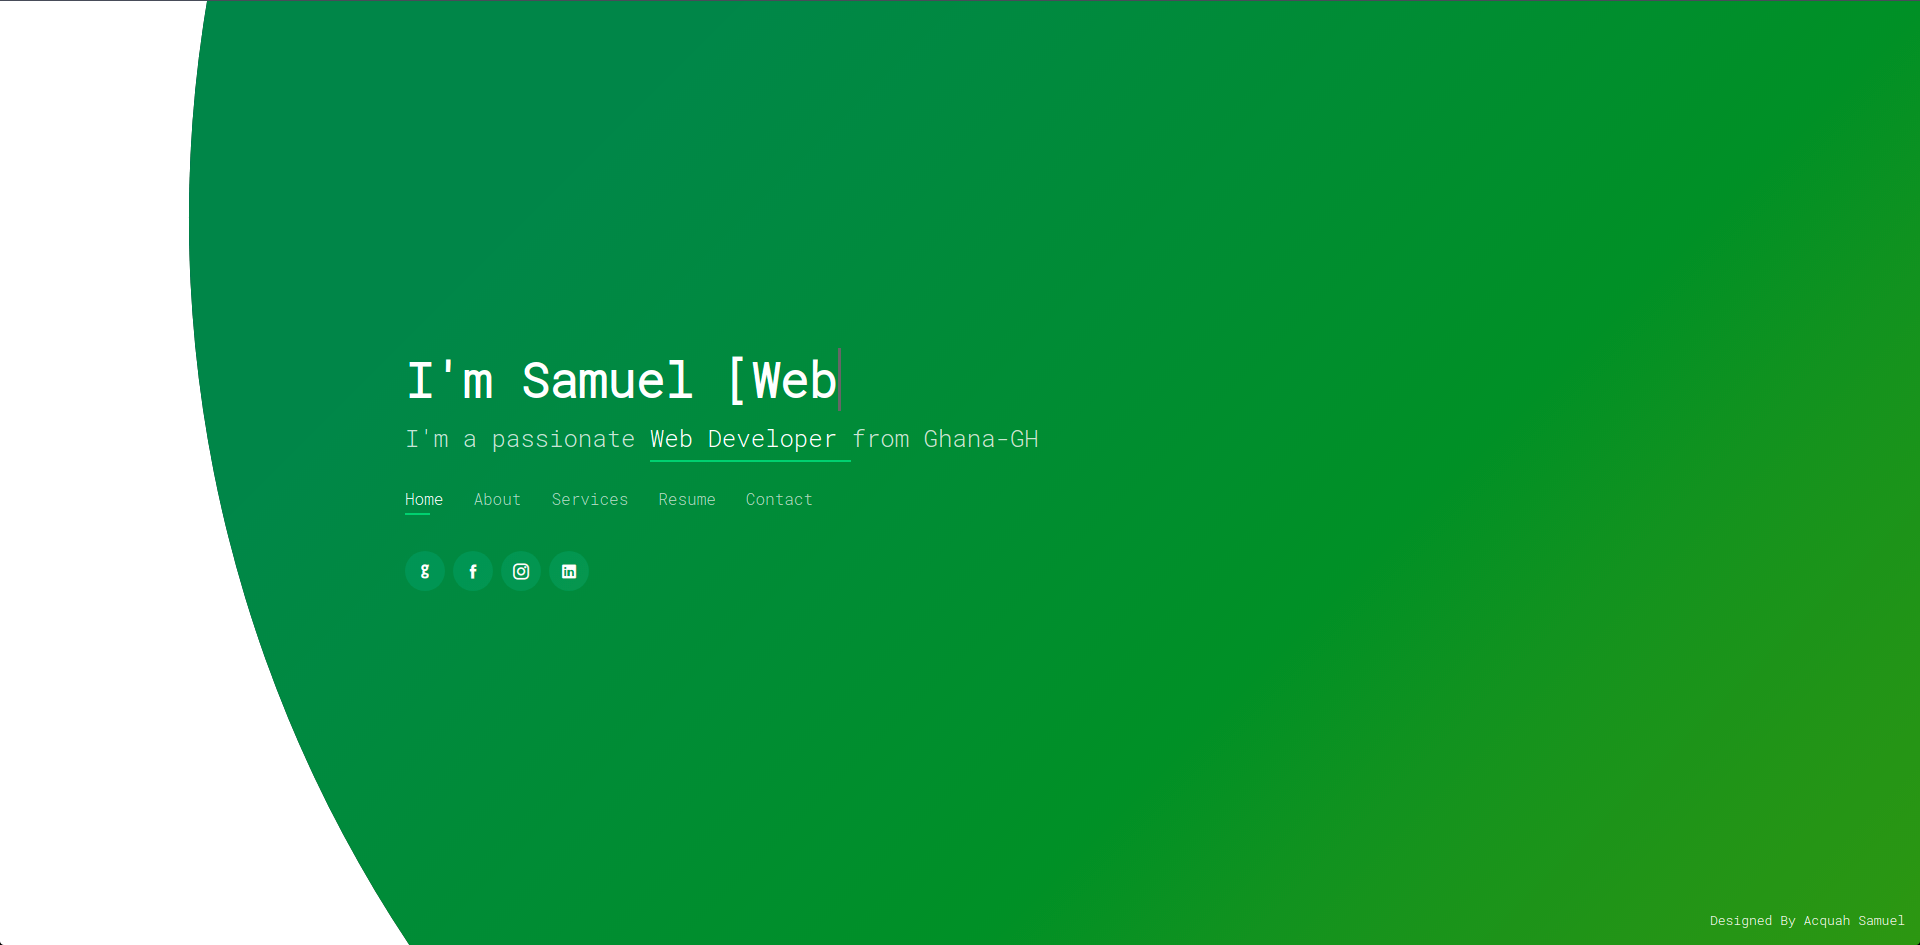 I'm Samuel [Web
I'm a passionate Web Developer from Ghana-GH
Home About Services Resume Contact
Designed By Acquah Samuel